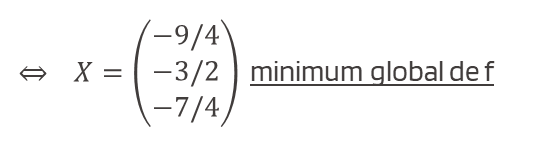 ⇔ X = (−9/4
−3/2
−7/4) minimum global de f